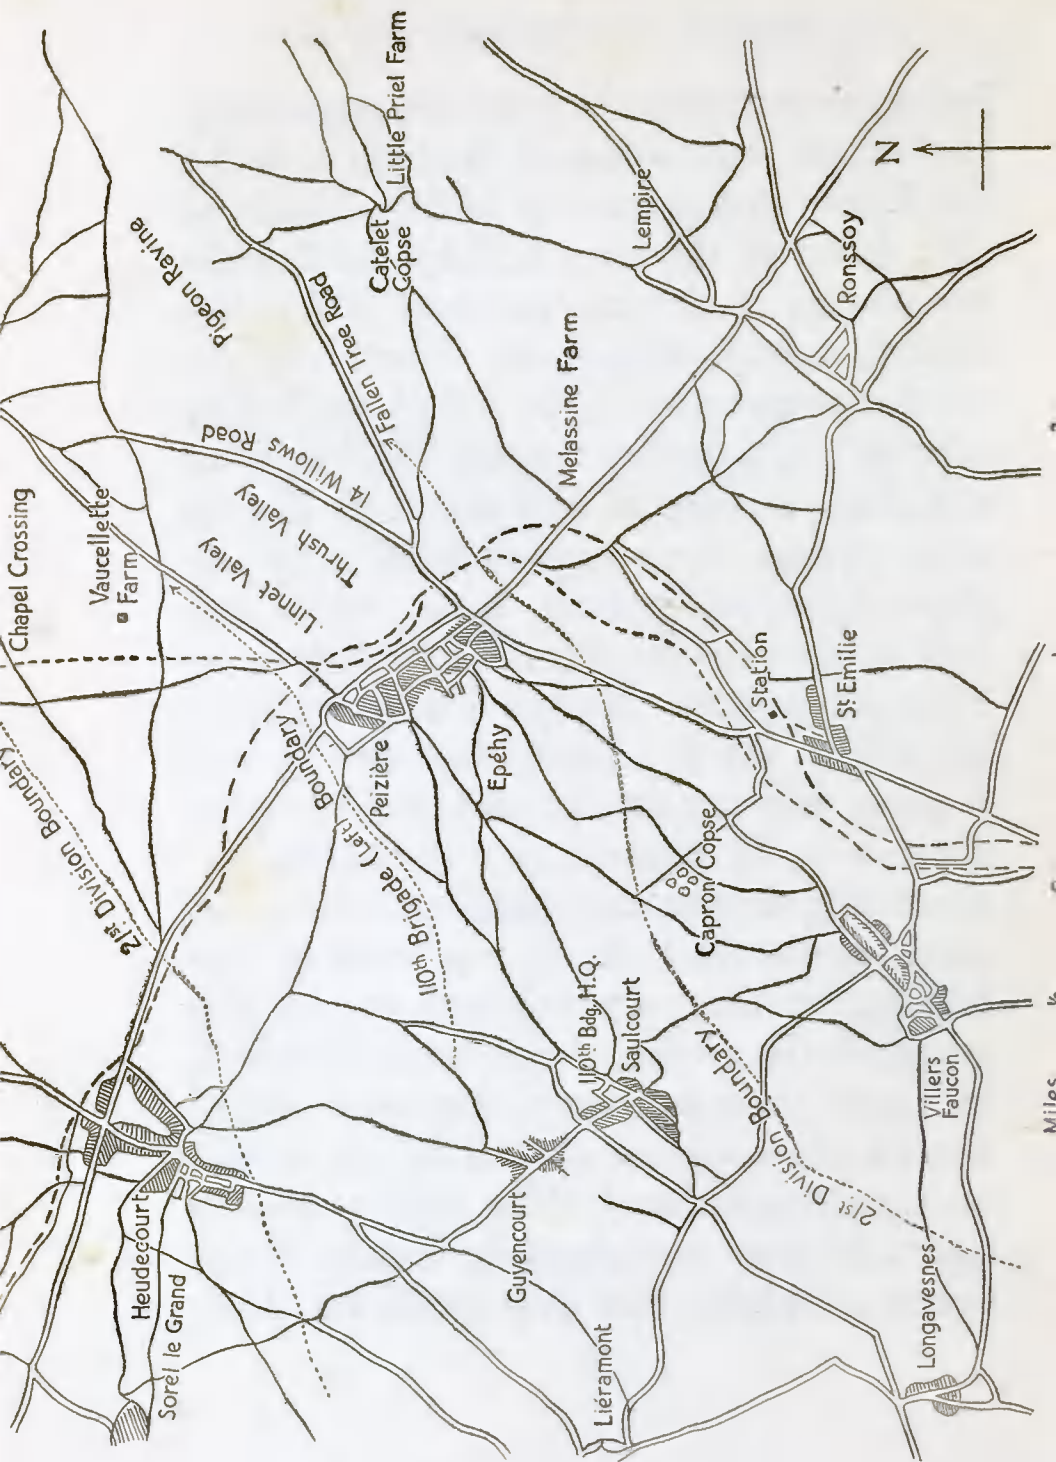 Chapel Crossing
Vaucellette
Farm
Pigeon Ravine
Little Priel Farm
Catelet
Copse
Fallen Tree Road
14 Willows Road
Thrush Valley
Linnet Valley
Lempire
N
Ronssoy
Melassine Farm
21st Division Boundary
Boundary
110th Brigade (Left)
Peizière
Epéhy
Station
St Emilie
Capron Copse
110th Bdg. H.Q.
Saulcourt
21st Division Boundary
Villers
Faucon
Heudecourt
Sorel le Grand
Guyencourt
Liéramont
Longavesnes
Miles